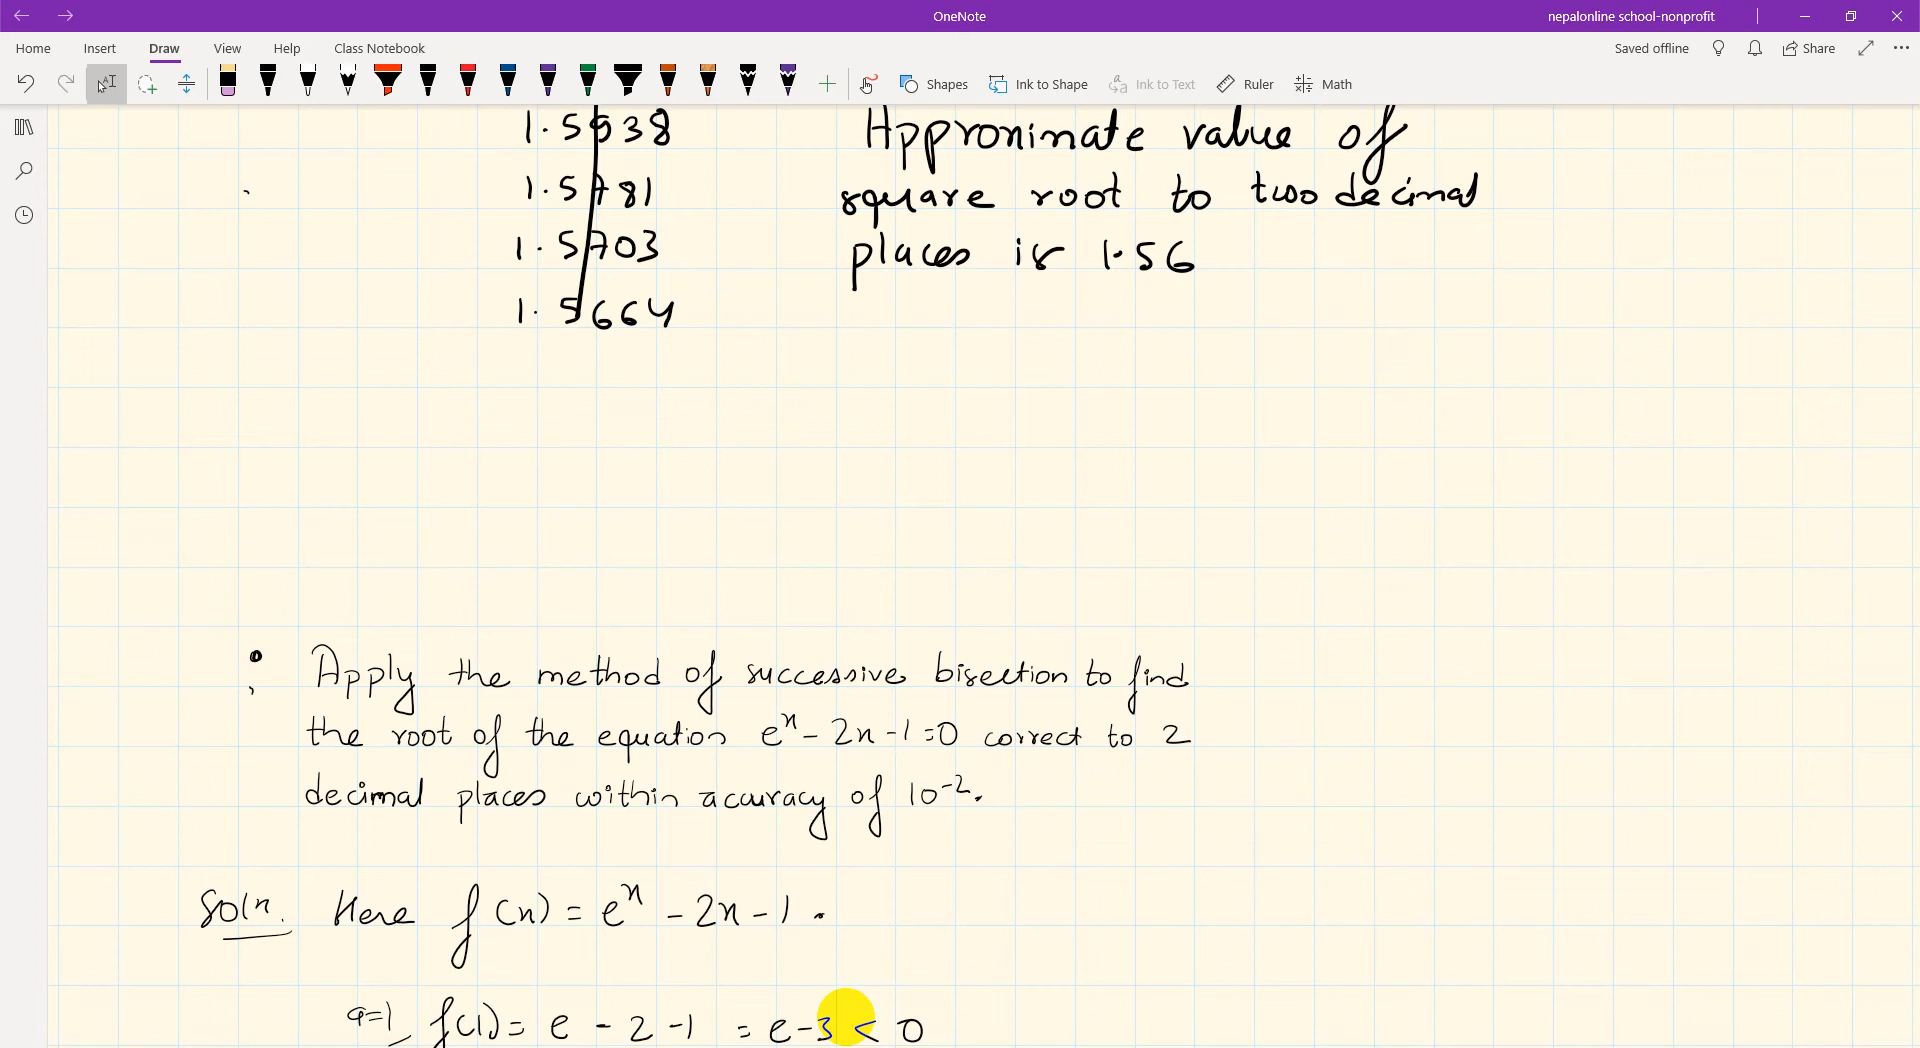 OneNote
nepalonline school-nonprofit
Home Insert Draw View Help Class Notebook
Saved offline Share
Shapes Ink to Shape Ink to Text Ruler Math
1.5938
1.5781
1.5703
1.5664
Approximate value of
square root to two decimal
places is 1.56
Apply the method of successive bisection to find
the root of the equation eˣ - 2x - 1 = 0 correct to 2
decimal places within accuracy of 10⁻².
Soln. Here f(x) = eˣ - 2x - 1.
a=1 f(1) = e - 2 - 1 = e - 3 < 0